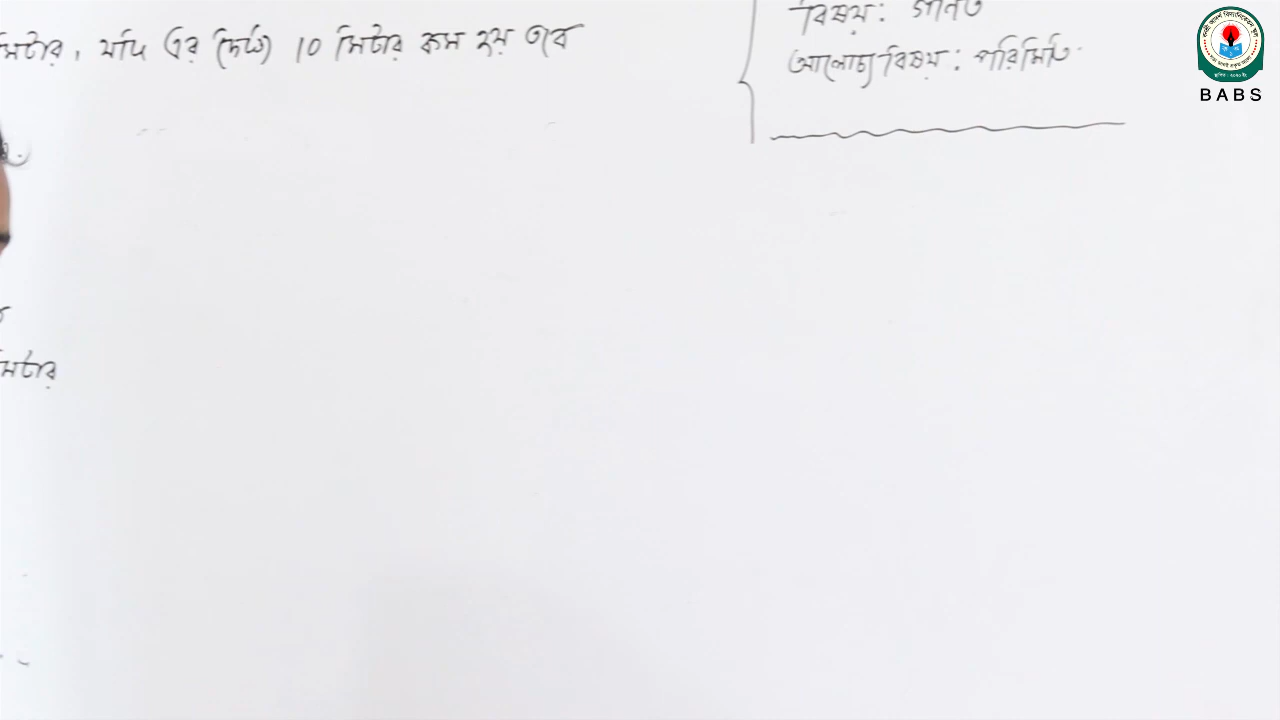 মিটার, যদি এর দৈর্ঘ্য 10 মিটার কম হয় তবে
বিষয়: গণিত
আলোচ্য বিষয়: পরিমিতি
মিটার
BABS